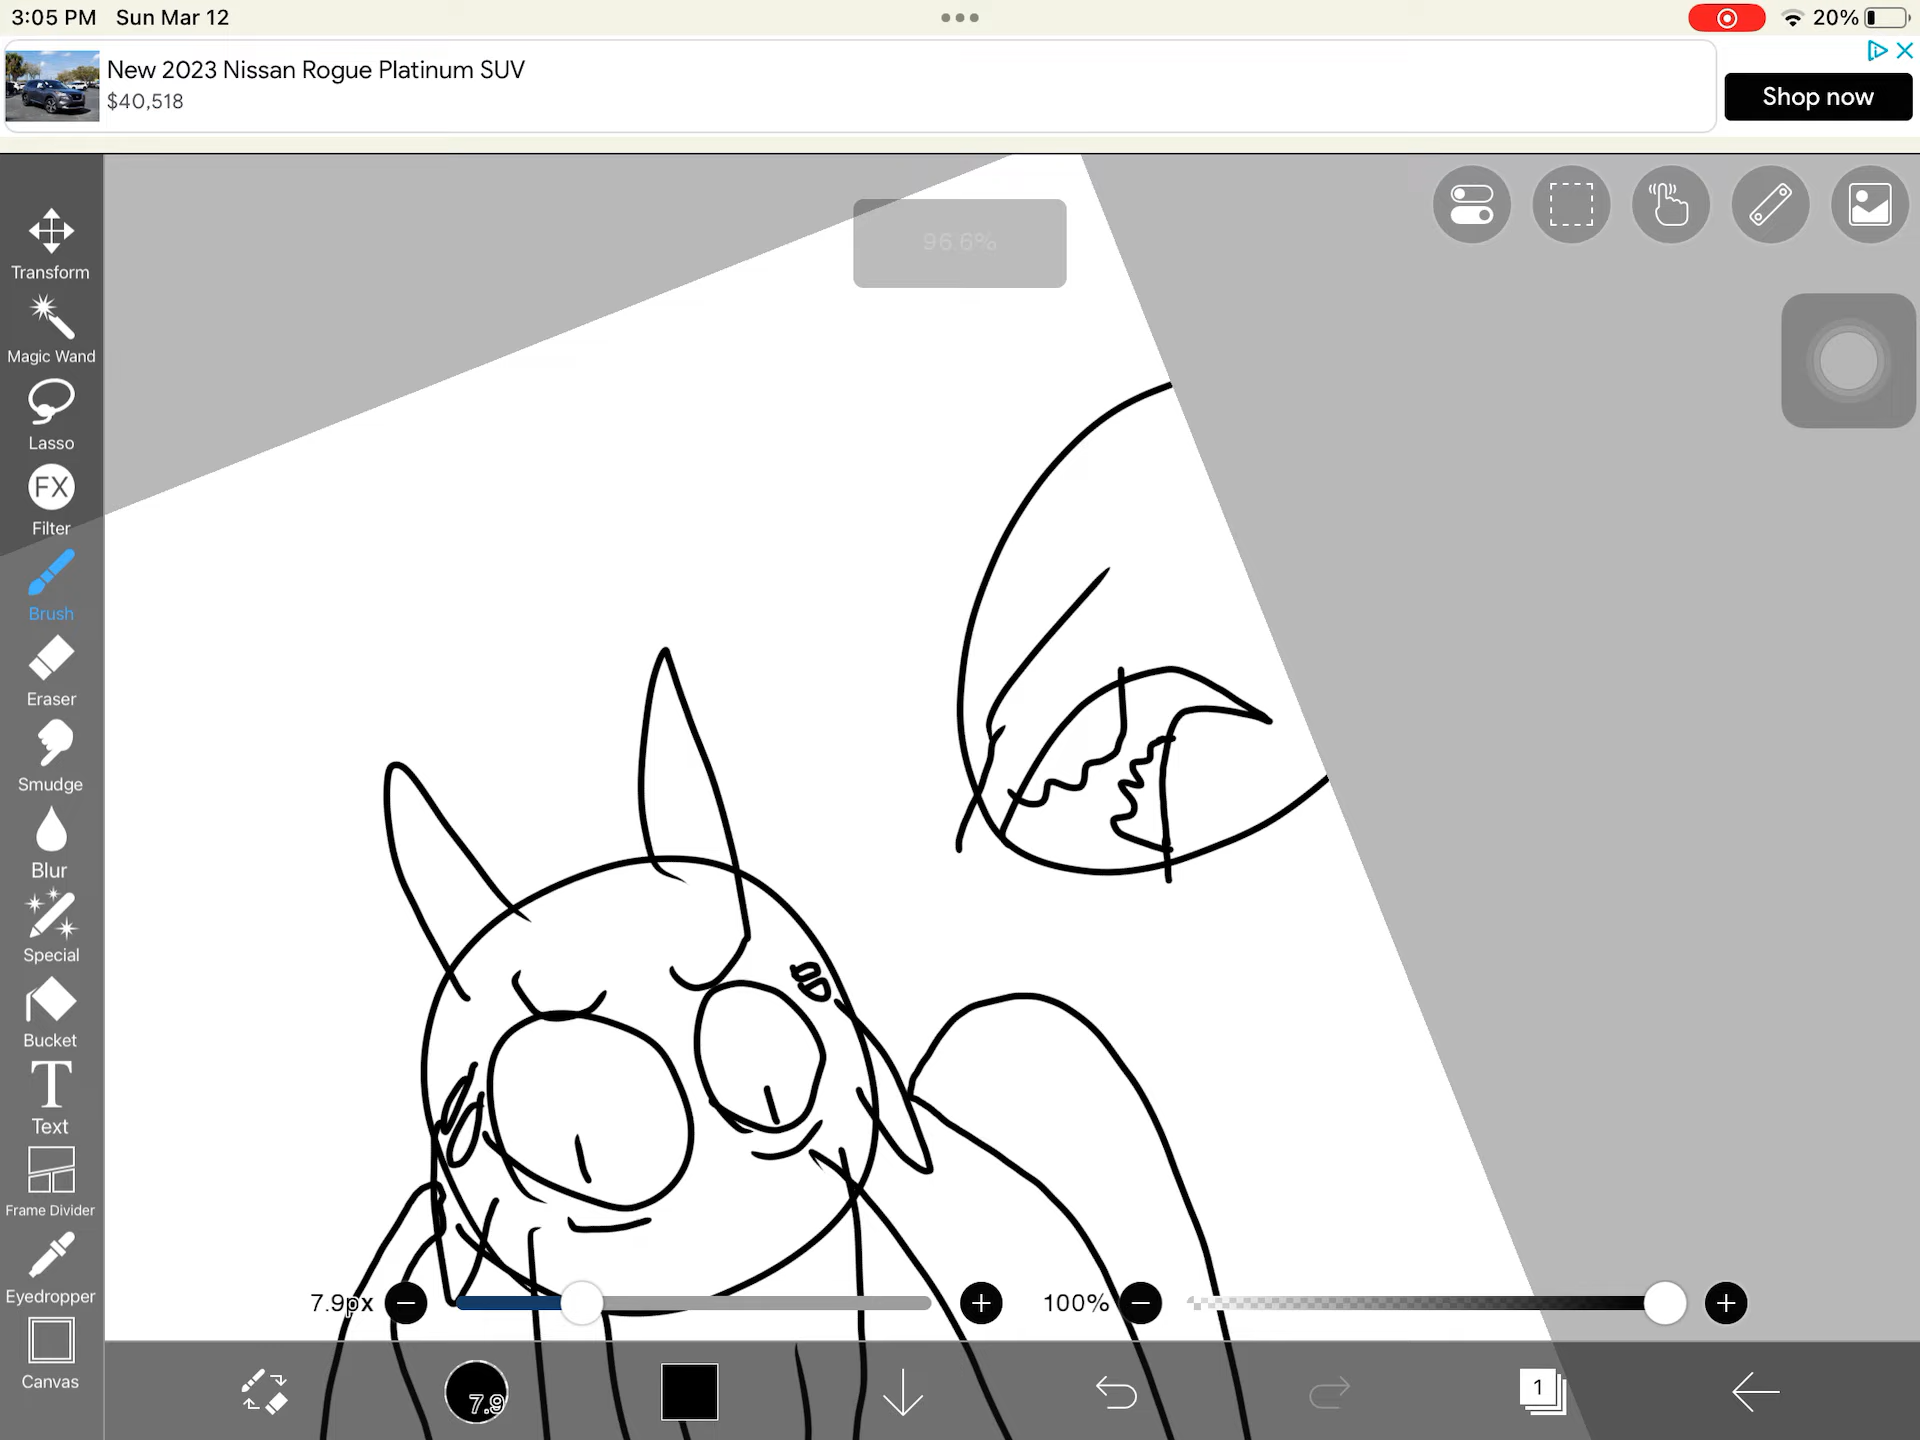 3:05 PM Sun Mar 12
20%
New 2023 Nissan Rogue Platinum SUV
$40,518
Shop now
96.6%
Transform
Magic Wand
Lasso
FX
Filter
Brush
Eraser
Smudge
Blur
Special
Bucket
T
Text
Frame Divider
Eyedropper
Canvas
7.9px
100%
7.9
1